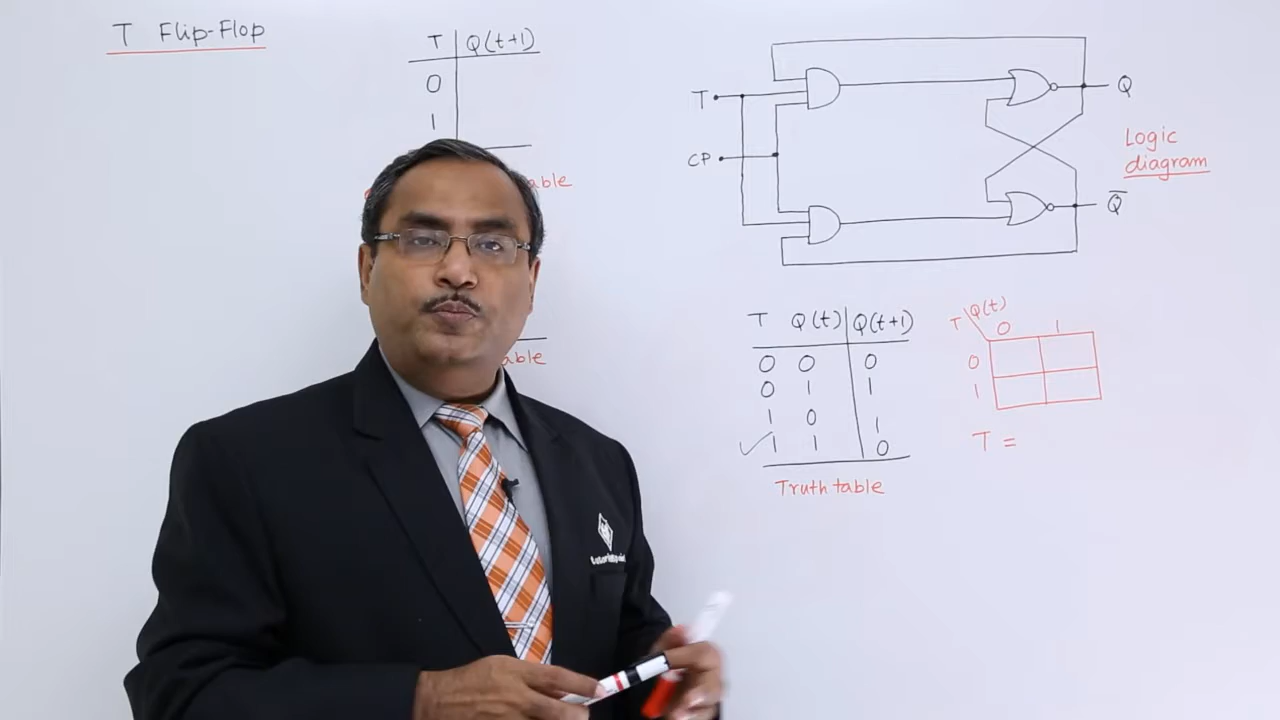 T Flip-Flop
T Q(t+1)
0
1
able
able
T
CP
Q
Q̅
Logic
diagram
T Q(t) Q(t+1)
0 0 0
0 1 1
1 0 1
✓1 1 0
Truth table
T Q(t)
0 1
0
1
T =